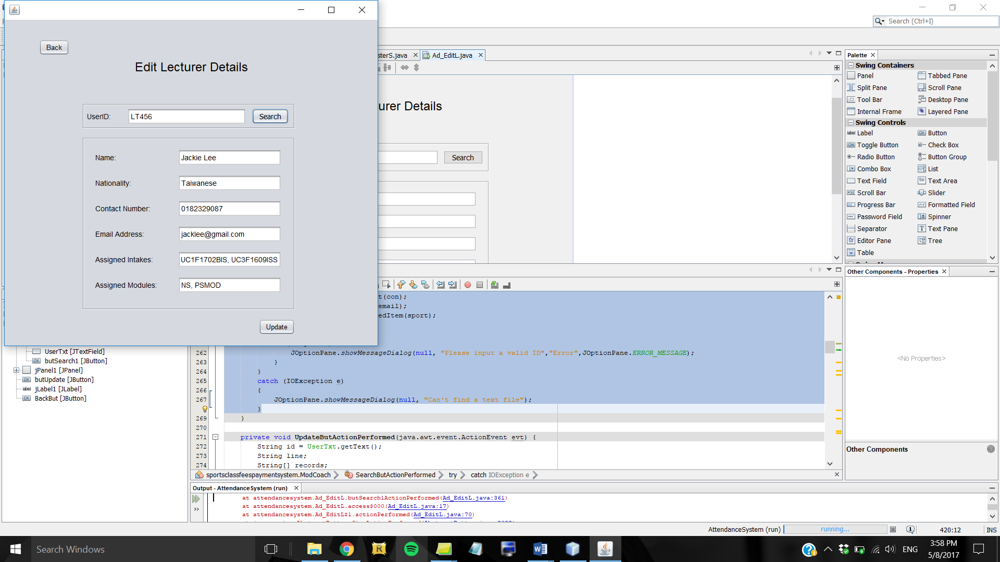 Back
Edit Lecturer Details
UserID:
LT456
Search
Name:
Jackie Lee
Nationality:
Taiwanese
Contact Number:
0182329087
Email Address:
jacklee@gmail.com
Assigned Intakes:
UC1F1702BIS, UC3F1609ISS
Assigned Modules:
NS, PSMOD
Update
Search (Ctrl+I)
sterS.java
Ad_EditL.java
urer Details
Search
Palette
Swing Containers
Panel
Tabbed Pane
Split Pane
Scroll Pane
Tool Bar
Desktop Pane
Internal Frame
Layered Pane
Swing Controls
label Label
OK Button
ON Toggle Button
Check Box
Radio Button
Button Group
Combo Box
List
Text Field
Text Area
Scroll Bar
Slider
Progress Bar
Formatted Field
Password Field
Spinner
Separator
Text Pane
Editor Pane
Tree
Table
Other Components - Properties
<No Properties>
Other Components
UserTxt [JTextField]
OK butSearch1 [JButton]
jPanel1 [JPanel]
OK butUpdate [JButton]
label jLabel1 [JLabel]
OK BackBut [JButton]
t(con);
email);
edItem(sport);
262 JOptionPane.showMessageDialog(null, "Please input a valid ID","Error",JOptionPane.ERROR_MESSAGE);
263 }
264 }
265 catch (IOException e)
266 {
267 JOptionPane.showMessageDialog(null, "Can't find a text file");
}
269 }
270
271 private void UpdateButActionPerformed(java.awt.event.ActionEvent evt) {
272 String id = UserTxt.getText();
273 String line;
274 String[] records;
sportsclassfeespaymentsystem.ModCoach
SearchButActionPerformed
try
catch IOException e
Output - AttendanceSystem (run)
at attendancesystem.Ad_EditL.butSearch1ActionPerformed(Ad_EditL.java:361)
at attendancesystem.Ad_EditL.access$000(Ad_EditL.java:17)
at attendancesystem.Ad_EditL$1.actionPerformed(Ad_EditL.java:70)
AttendanceSystem (run)
running...
1
420:12
INS
Search Windows
ENG
3:58 PM
5/8/2017